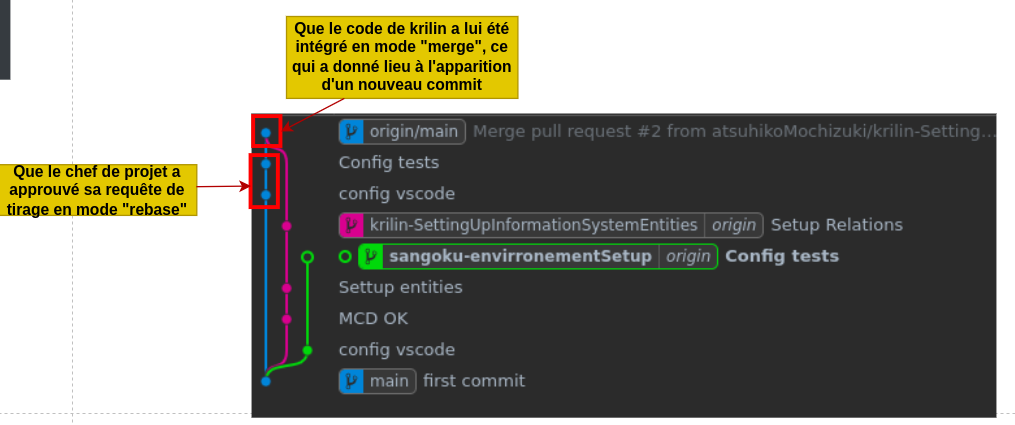 Que le code de krilin a lui été
intégré en mode "merge", ce
qui a donné lieu à l'apparition
d'un nouveau commit
origin/main Merge pull request #2 from atsuhikoMochizuki/krilin-Setting...
Que le chef de projet a
approuvé sa requête de
tirage en mode "rebase"
Config tests
config vscode
krilin-SettingUpInformationSystemEntities origin Setup Relations
sangoku-envirronementSetup origin Config tests
Settup entities
MCD OK
config vscode
main first commit